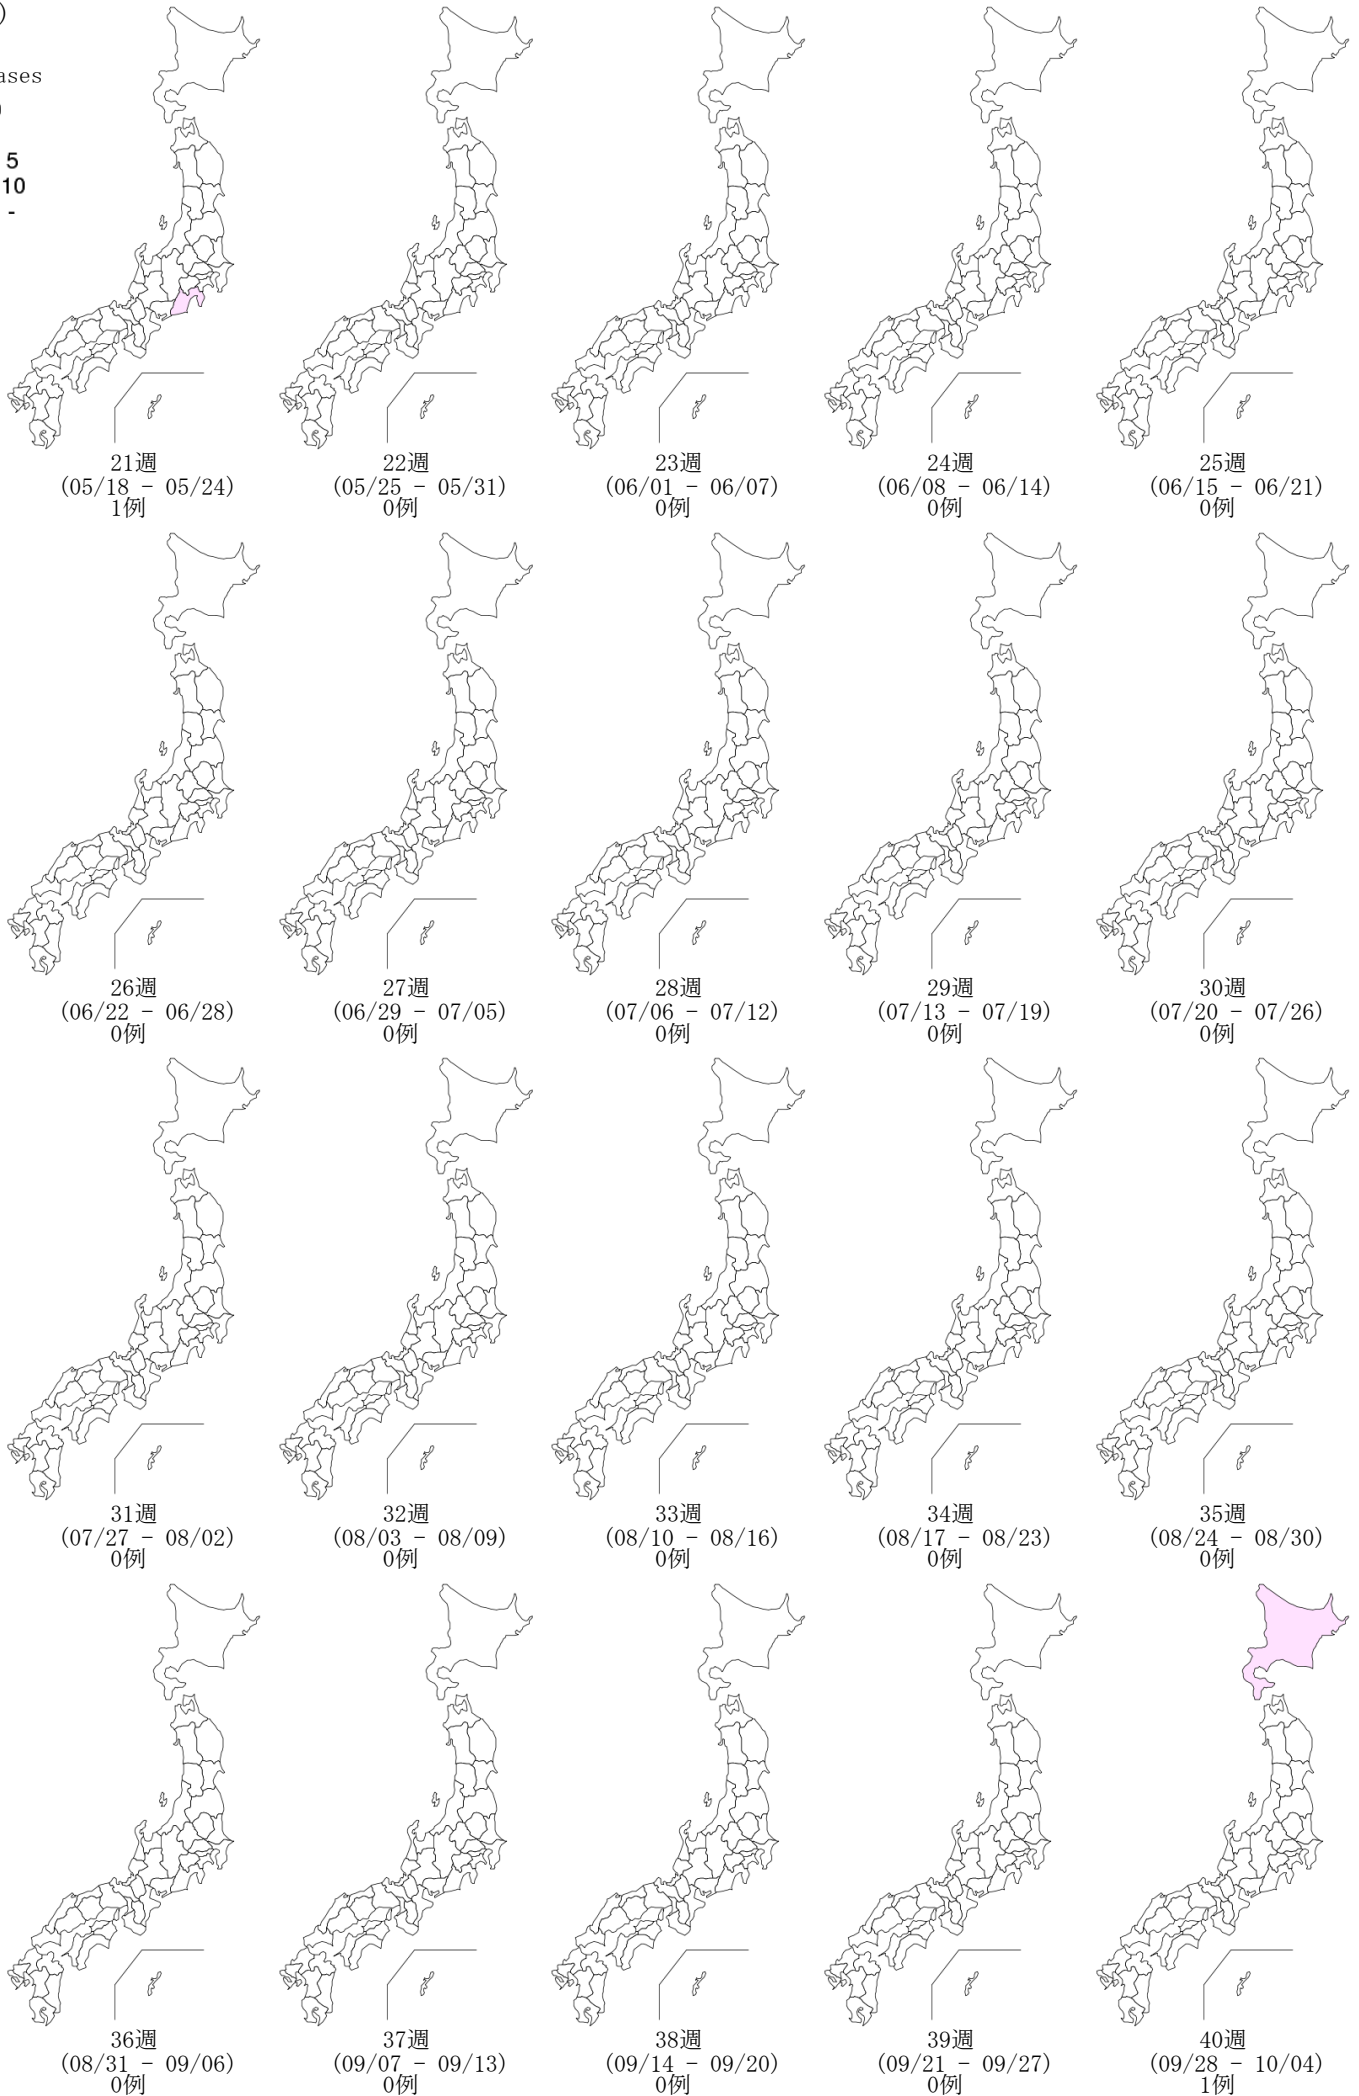 )
ases
5
10
-
21週
(05/18 - 05/24)
1例
22週
(05/25 - 05/31)
0例
23週
(06/01 - 06/07)
0例
24週
(06/08 - 06/14)
0例
25週
(06/15 - 06/21)
0例
26週
(06/22 - 06/28)
0例
27週
(06/29 - 07/05)
0例
28週
(07/06 - 07/12)
0例
29週
(07/13 - 07/19)
0例
30週
(07/20 - 07/26)
0例
31週
(07/27 - 08/02)
0例
32週
(08/03 - 08/09)
0例
33週
(08/10 - 08/16)
0例
34週
(08/17 - 08/23)
0例
35週
(08/24 - 08/30)
0例
36週
(08/31 - 09/06)
0例
37週
(09/07 - 09/13)
0例
38週
(09/14 - 09/20)
0例
39週
(09/21 - 09/27)
0例
40週
(09/28 - 10/04)
1例